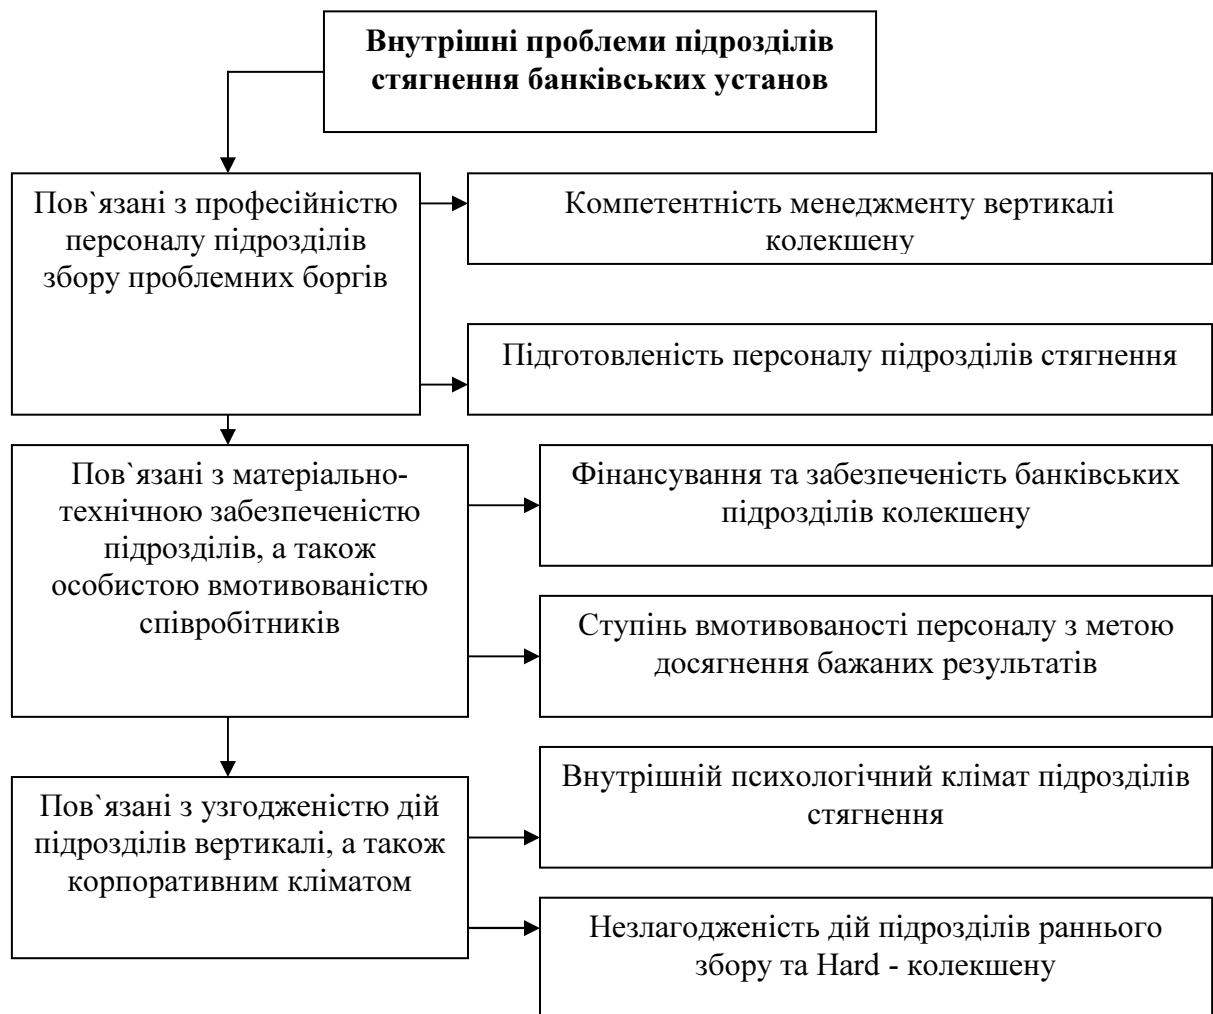 Внутрішні проблеми підрозділів
стягнення банківських установ
Пов`язані з професійністю
персоналу підрозділів
збору проблемних боргів
Компетентність менеджменту вертикалі
колекшену
Підготовленість персоналу підрозділів стягнення
Пов`язані з матеріально-
технічною забезпеченістю
підрозділів, а також
особистою вмотивованістю
співробітників
Фінансування та забезпеченість банківських
підрозділів колекшену
Ступінь вмотивованості персоналу з метою
досягнення бажаних результатів
Пов`язані з узгодженістю дій
підрозділів вертикалі, а також
корпоративним кліматом
Внутрішній психологічний клімат підрозділів
стягнення
Незлагодженість дій підрозділів раннього
збору та Hard - колекшену